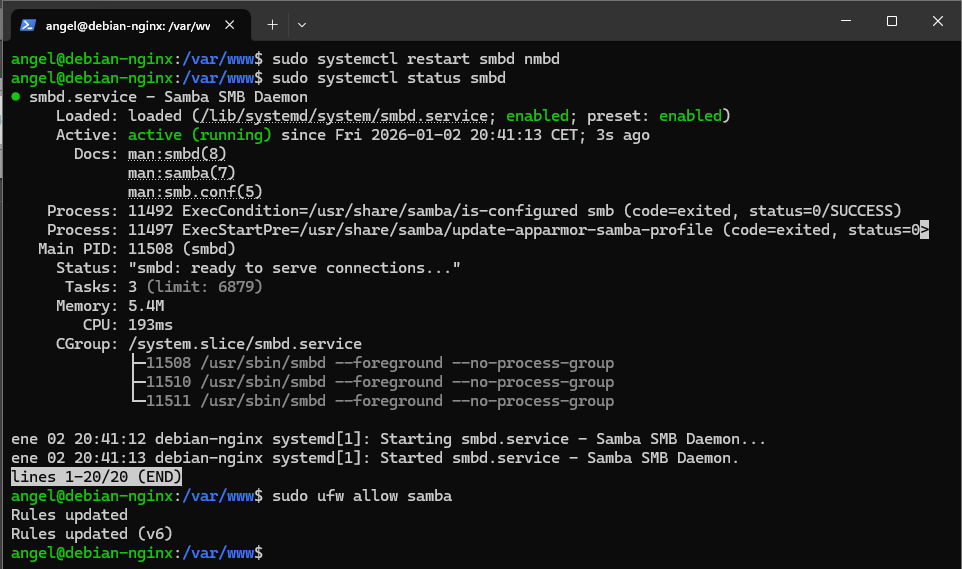 angel@debian-nginx: /var/ww
angel@debian-nginx:/var/www$ sudo systemctl restart smbd nmbd
angel@debian-nginx:/var/www$ sudo systemctl status smbd
● smbd.service - Samba SMB Daemon
     Loaded: loaded (/lib/systemd/system/smbd.service; enabled; preset: enabled)
     Active: active (running) since Fri 2026-01-02 20:41:13 CET; 3s ago
       Docs: man:smbd(8)
             man:samba(7)
             man:smb.conf(5)
    Process: 11492 ExecCondition=/usr/share/samba/is-configured smb (code=exited, status=0/SUCCESS)
    Process: 11497 ExecStartPre=/usr/share/samba/update-apparmor-samba-profile (code=exited, status=0>
   Main PID: 11508 (smbd)
     Status: "smbd: ready to serve connections..."
      Tasks: 3 (limit: 6879)
     Memory: 5.4M
        CPU: 193ms
     CGroup: /system.slice/smbd.service
             ├─11508 /usr/sbin/smbd --foreground --no-process-group
             ├─11510 /usr/sbin/smbd --foreground --no-process-group
             └─11511 /usr/sbin/smbd --foreground --no-process-group
ene 02 20:41:12 debian-nginx systemd[1]: Starting smbd.service - Samba SMB Daemon...
ene 02 20:41:13 debian-nginx systemd[1]: Started smbd.service - Samba SMB Daemon.
lines 1-20/20 (END)
angel@debian-nginx:/var/www$ sudo ufw allow samba
Rules updated
Rules updated (v6)
angel@debian-nginx:/var/www$